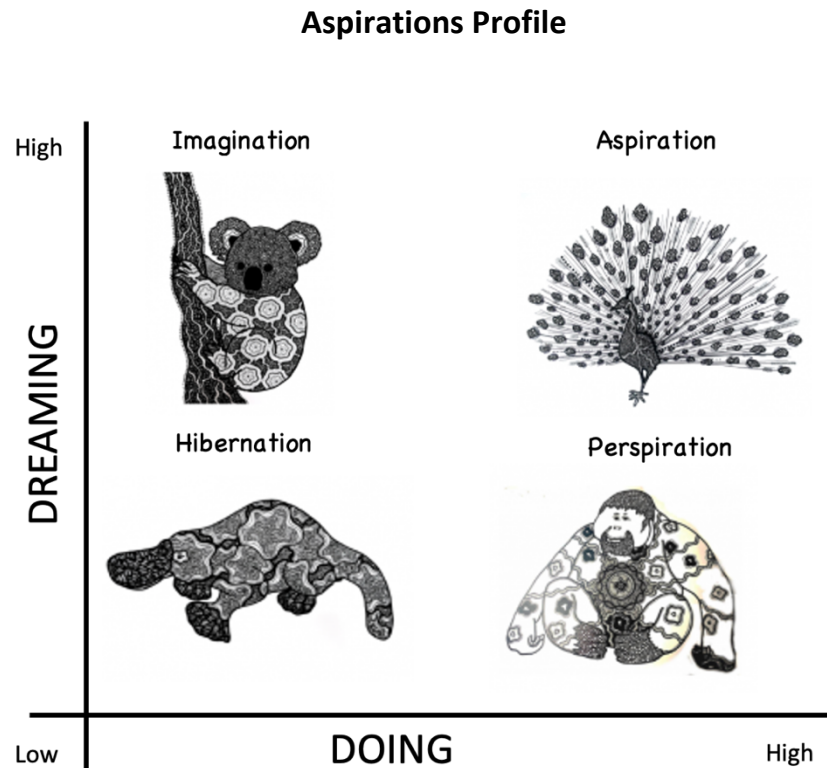 Aspirations Profile
High
Imagination
Aspiration
DREAMING
Hibernation
Perspiration
Low
DOING
High